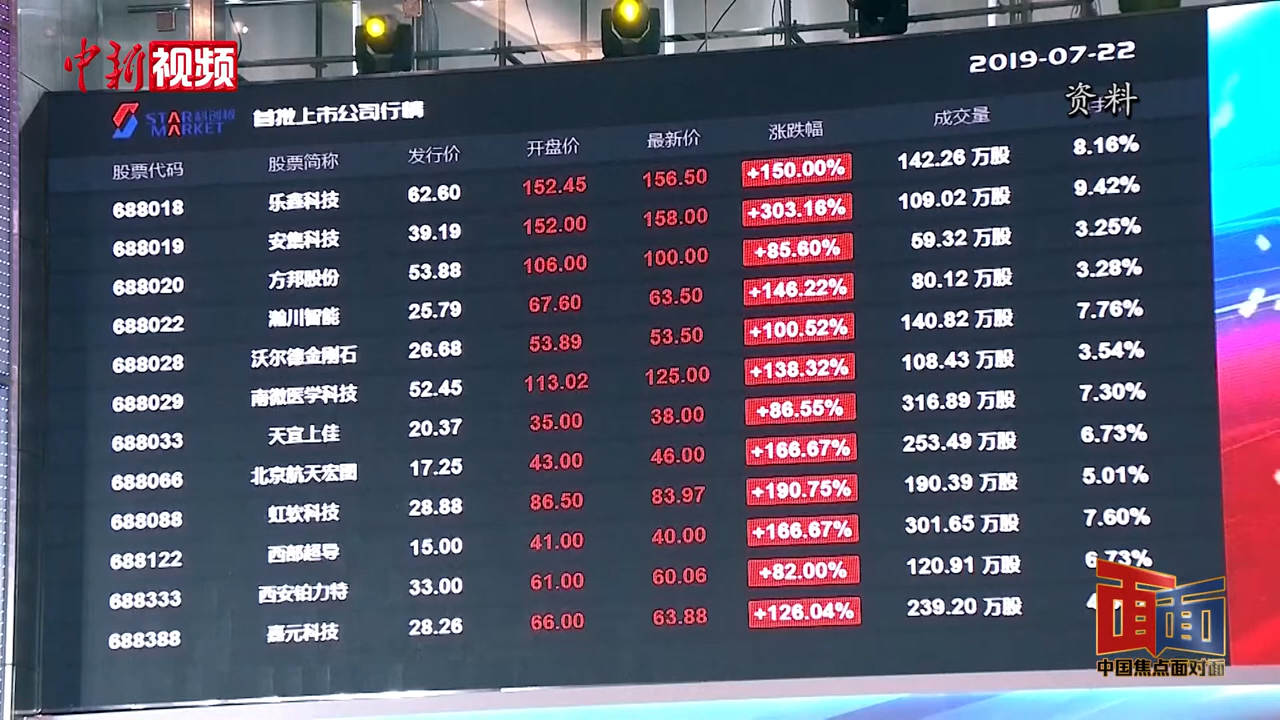 中新视频
2019-07-22
资料
STAR科创板
MARKET
首批上市公司行情
股票代码 股票简称 发行价 开盘价 最新价 涨跌幅 成交量
688018 乐鑫科技 62.60 152.45 156.50 +150.00% 142.26 万股 8.16%
688019 安集科技 39.19 152.00 158.00 +303.16% 109.02 万股 9.42%
688020 方邦股份 53.88 106.00 100.00 +85.60% 59.32 万股 3.25%
688022 瀚川智能 25.79 67.60 63.50 +146.22% 80.12 万股 3.28%
688028 沃尔德金刚石 26.68 53.89 53.50 +100.52% 140.82 万股 7.76%
688029 南微医学科技 52.45 113.02 125.00 +138.32% 108.43 万股 3.54%
688033 天宜上佳 20.37 35.00 38.00 +86.55% 316.89 万股 7.30%
688066 北京航天宏图 17.25 43.00 46.00 +166.67% 253.49 万股 6.73%
688088 虹软科技 28.88 86.50 83.97 +190.75% 190.39 万股 5.01%
688122 西部超导 15.00 41.00 40.00 +166.67% 301.65 万股 7.60%
688333 西安铂力特 33.00 61.00 60.06 +82.00% 120.91 万股 6.73%
688388 嘉元科技 28.26 66.00 63.88 +126.04% 239.20 万股
面面
中国焦点面对面